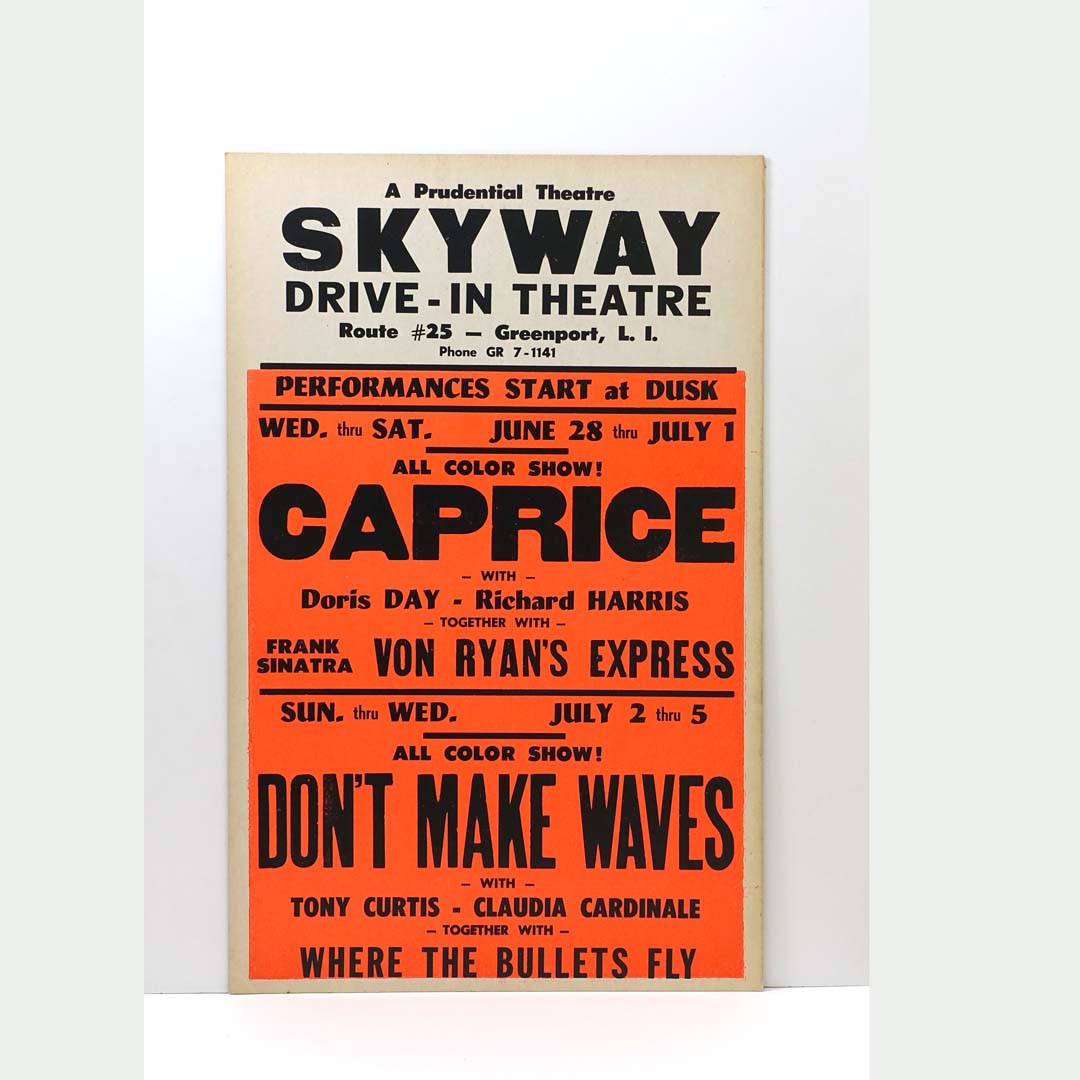 A Prudential Theatre
SKYWAY
DRIVE-IN THEATRE
Route #25 — Greenport, L. I.
Phone GR 7-1141
PERFORMANCES START at DUSK
WED. thru SAT. JUNE 28 thru JULY 1
ALL COLOR SHOW!
CAPRICE
— WITH —
Doris DAY - Richard HARRIS
— TOGETHER WITH —
FRANK
SINATRA VON RYAN'S EXPRESS
SUN. thru WED. JULY 2 thru 5
ALL COLOR SHOW!
DON'T MAKE WAVES
— WITH —
TONY CURTIS - CLAUDIA CARDINALE
— TOGETHER WITH —
WHERE THE BULLETS FLY